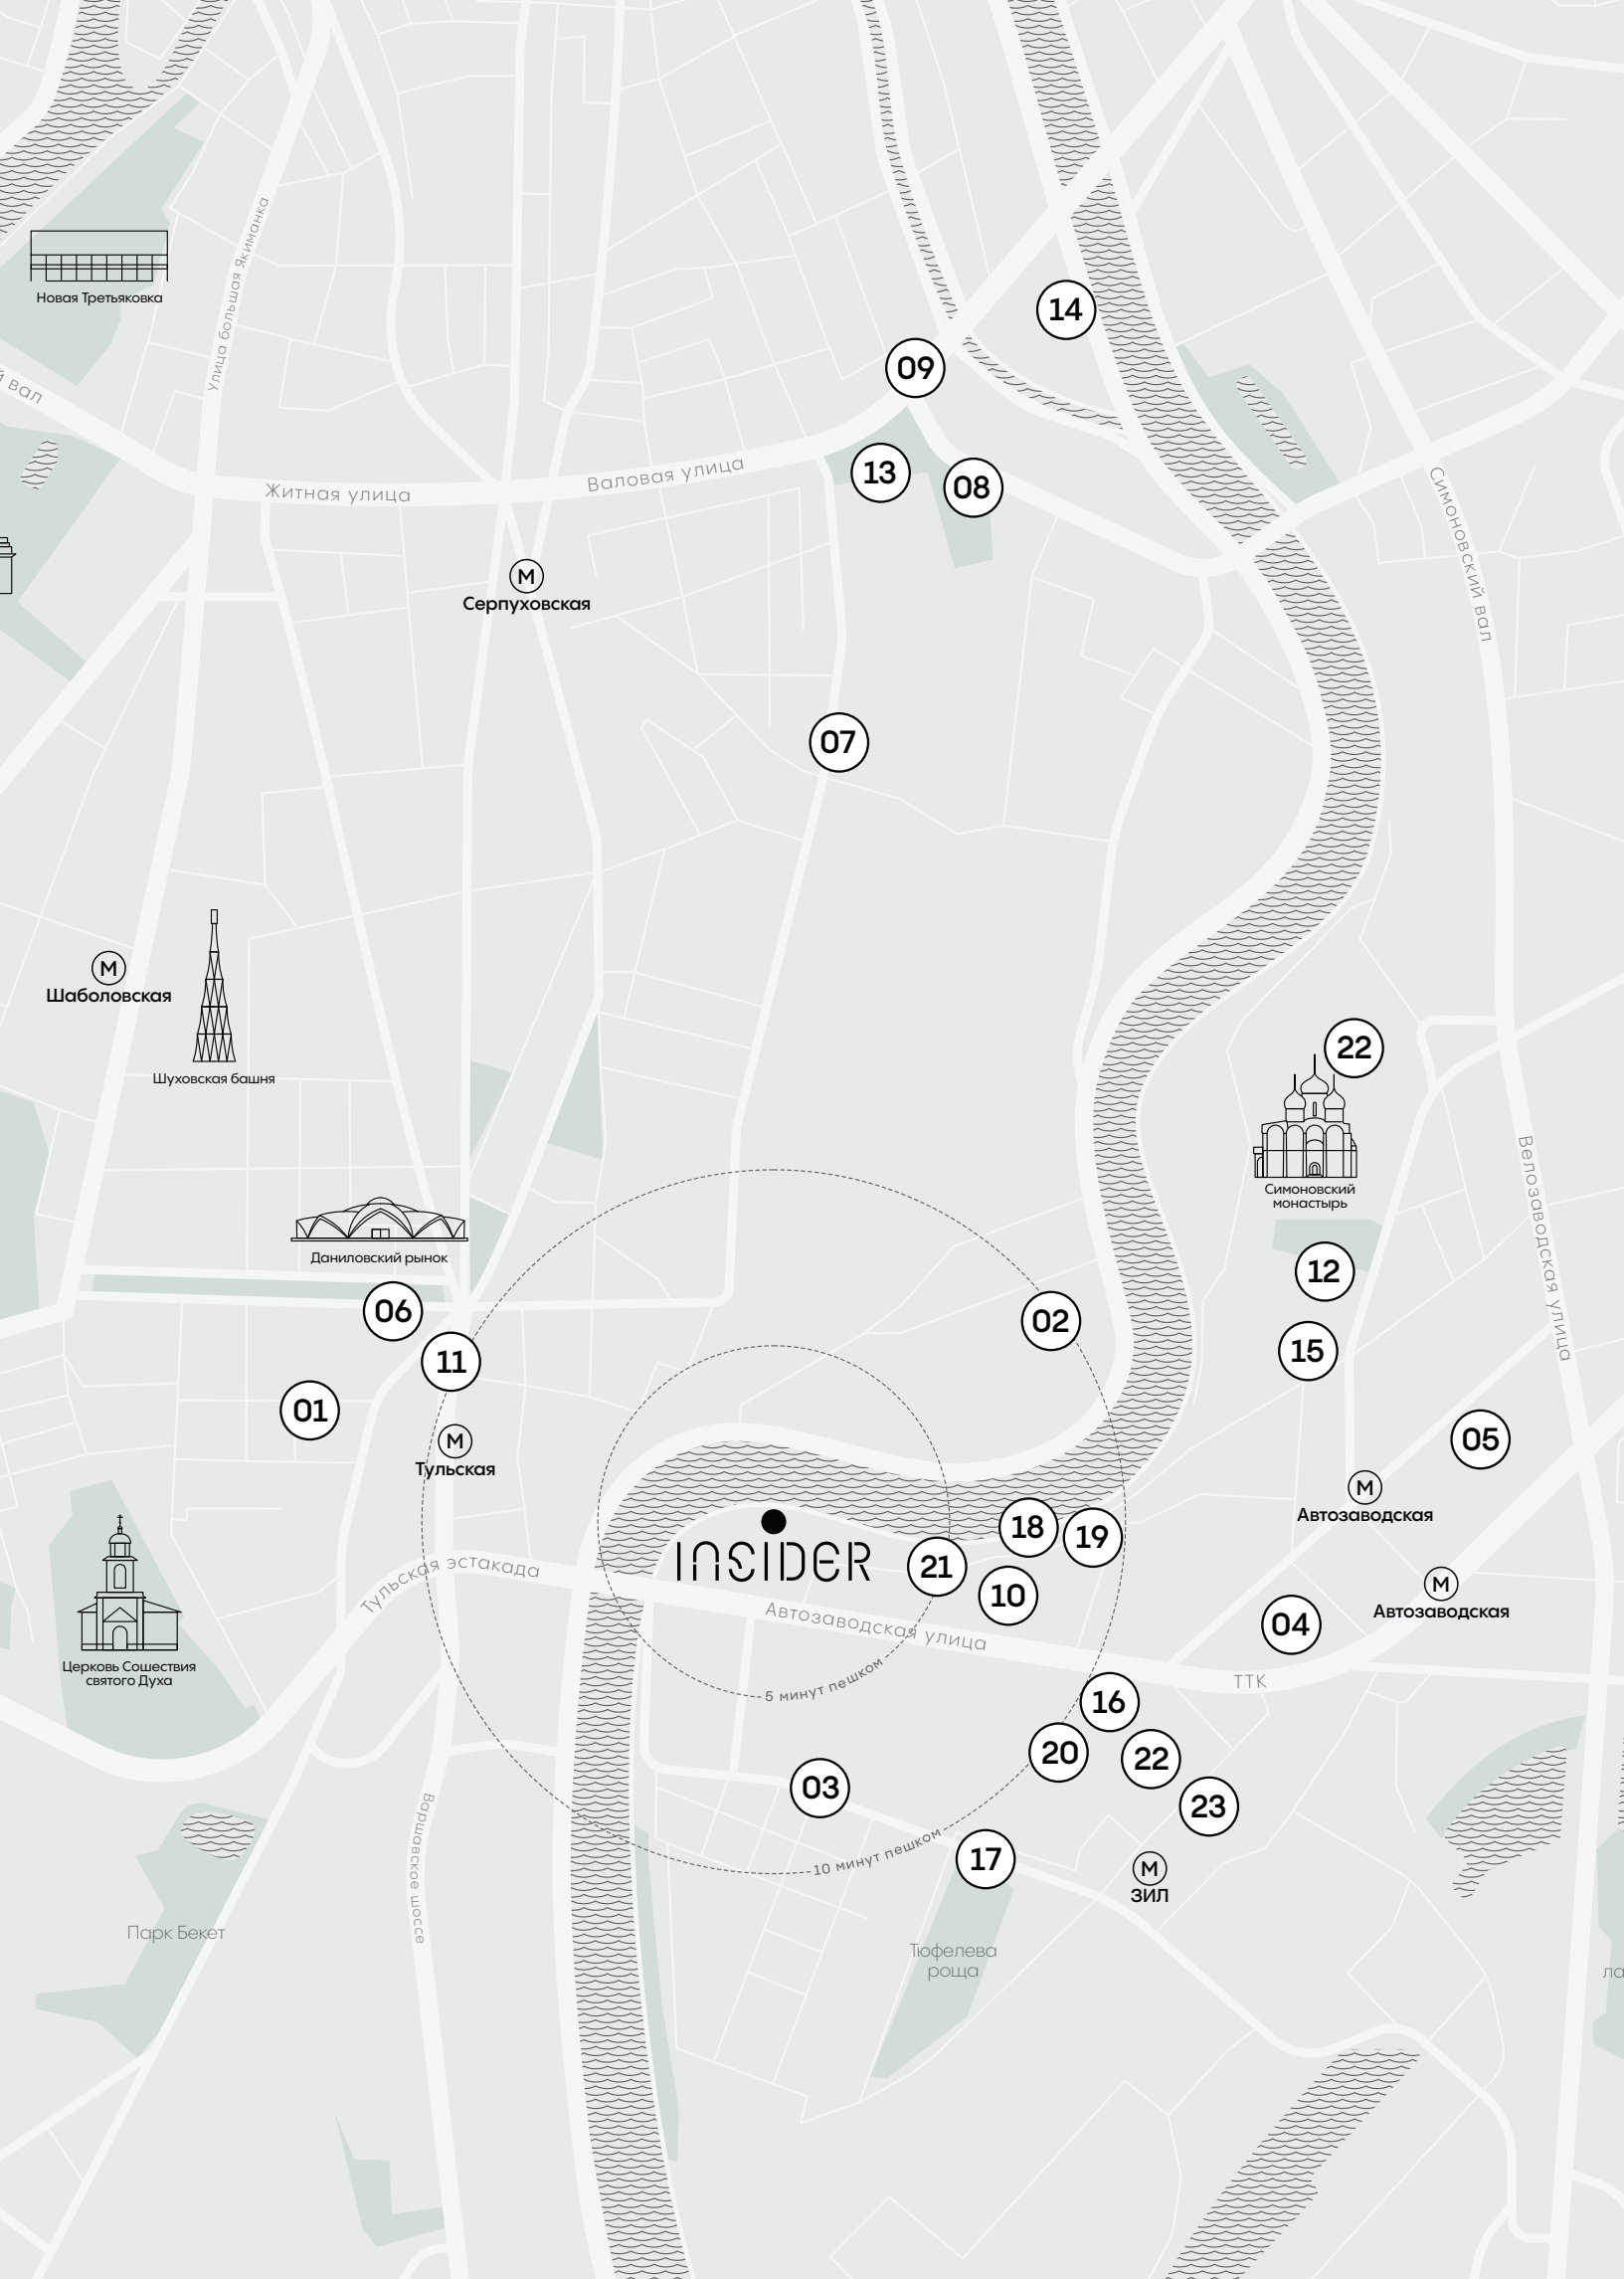 14
Улица большая Якиманка
Новая Третьяковка
09
й вал
13
08
Житная улица
Валовая улица
Симоновский вал
М
Серпуховская
07
М
Шаболовская
Шуховская башня
22
Симоновский
монастырь
Велозаводская улица
Даниловский рынок
12
06
02
11
15
01
05
М
Тульская
М
Автозаводская
18
19
INSIDER
21
10
Тульская эстакада
М
Автозаводская
Автозаводская улица
04
Церковь Сошествия
святого Духа
ТТК
5 минут пешком
16
20
22
03
23
Варшавское шоссе
10 минут пешком
17
М
ЗИЛ
Парк Бекет
Тюфелева
роща
ла